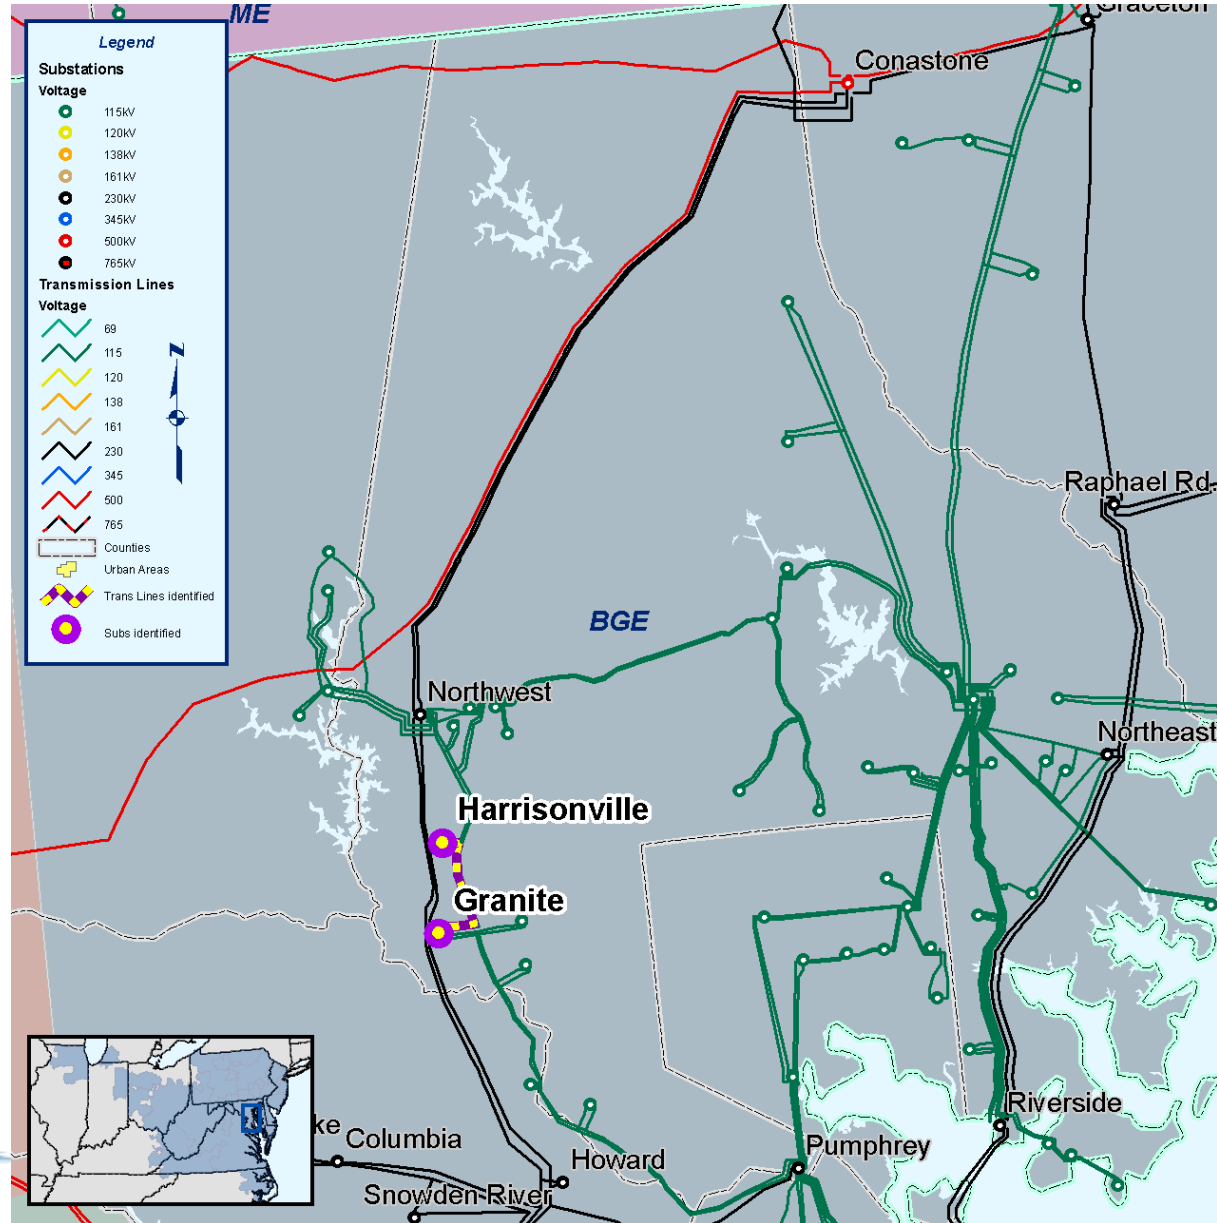 ME
Graceton
Legend
Substations
Voltage
115kV
120kV
138kV
161kV
230kV
345kV
500kV
765kV
Transmission Lines
Voltage
69
115
120
138
161
230
345
500
765
Counties
Urban Areas
Trans Lines identified
Subs identified
N
Conastone
Raphael Rd.
BGE
Northwest
Northeast
Harrisonville
Granite
Riverside
ke
Columbia
Howard
Pumphrey
Snowden River